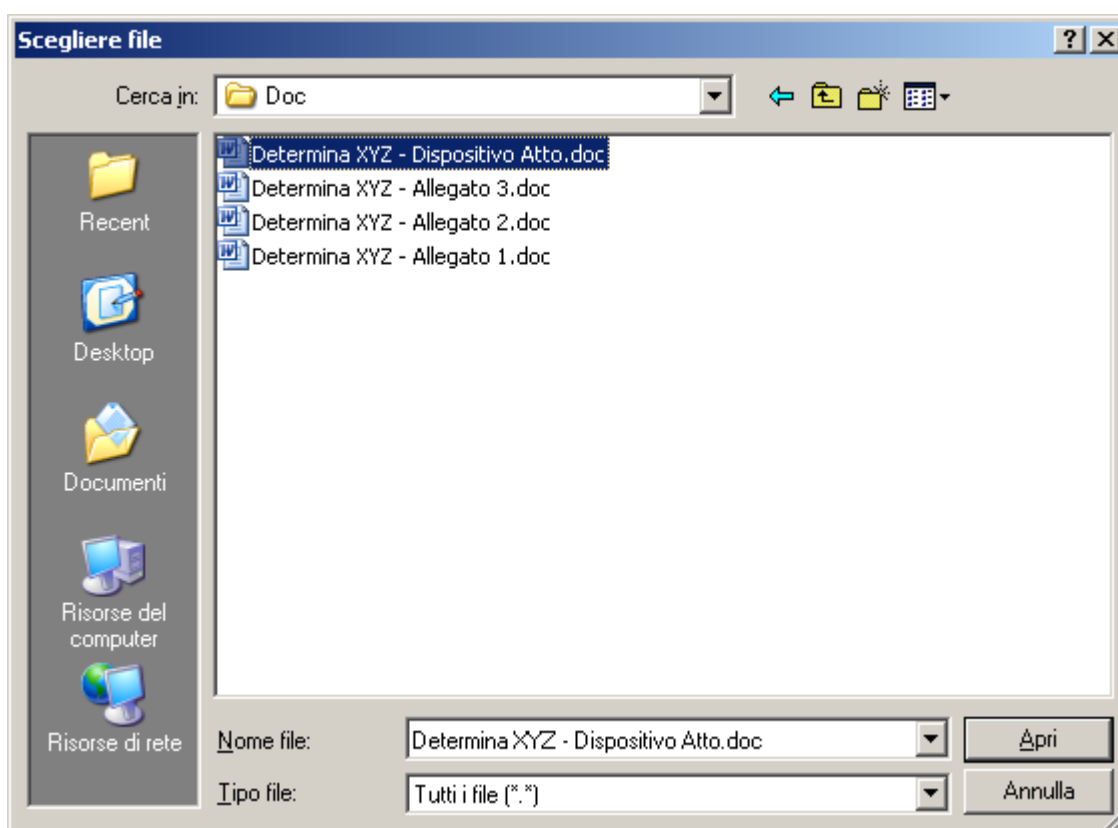 Scegliere file
Cerca in:
Doc
Determina XYZ - Dispositivo Atto.doc
Determina XYZ - Allegato 3.doc
Determina XYZ - Allegato 2.doc
Determina XYZ - Allegato 1.doc
Recent
Desktop
Documenti
Risorse del
computer
Risorse di rete
Nome file:
Determina XYZ - Dispositivo Atto.doc
Apri
Tipo file:
Tutti i file (*.*)
Annulla